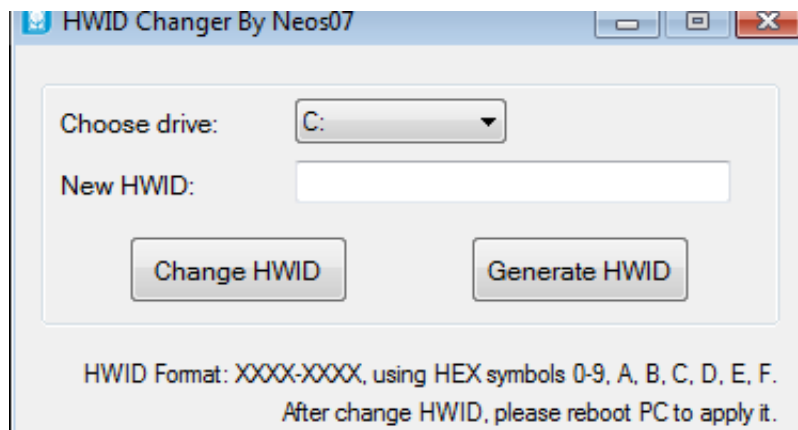 HWID Changer By Neos07
Choose drive: C:
New HWID:
Change HWID Generate HWID
HWID Format: XXXX-XXXX, using HEX symbols 0-9, A, B, C, D, E, F.
After change HWID, please reboot PC to apply it.